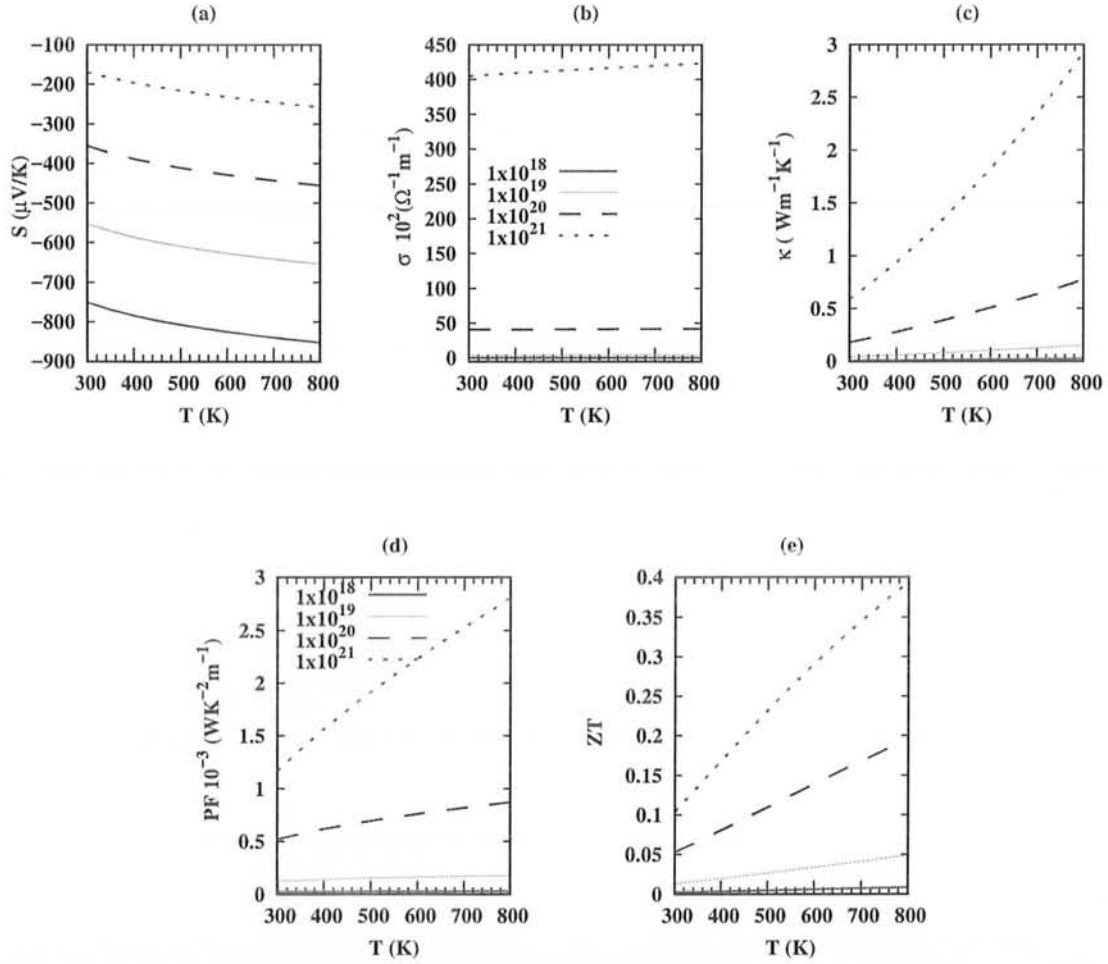 (a)
−100
−200
−300
−400
−500
−600
−700
−800
−900
S (μV/K)
300 400 500 600 700 800
T (K)
(b)
450
400
350
300
250
200
150
100
50
0
σ 10²(Ω⁻¹m⁻¹)
1x10¹⁸
1x10¹⁹
1x10²⁰
1x10²¹
300 400 500 600 700 800
T (K)
(c)
3
2.5
2
1.5
1
0.5
0
κ ( Wm⁻¹K⁻¹)
300 400 500 600 700 800
T (K)
(d)
3
2.5
2
1.5
1
0.5
0
PF 10⁻³ (WK⁻²m⁻¹)
1x10¹⁸
1x10¹⁹
1x10²⁰
1x10²¹
300 400 500 600 700 800
T (K)
(e)
0.4
0.35
0.3
0.25
0.2
0.15
0.1
0.05
0
ZT
300 400 500 600 700 800
T (K)